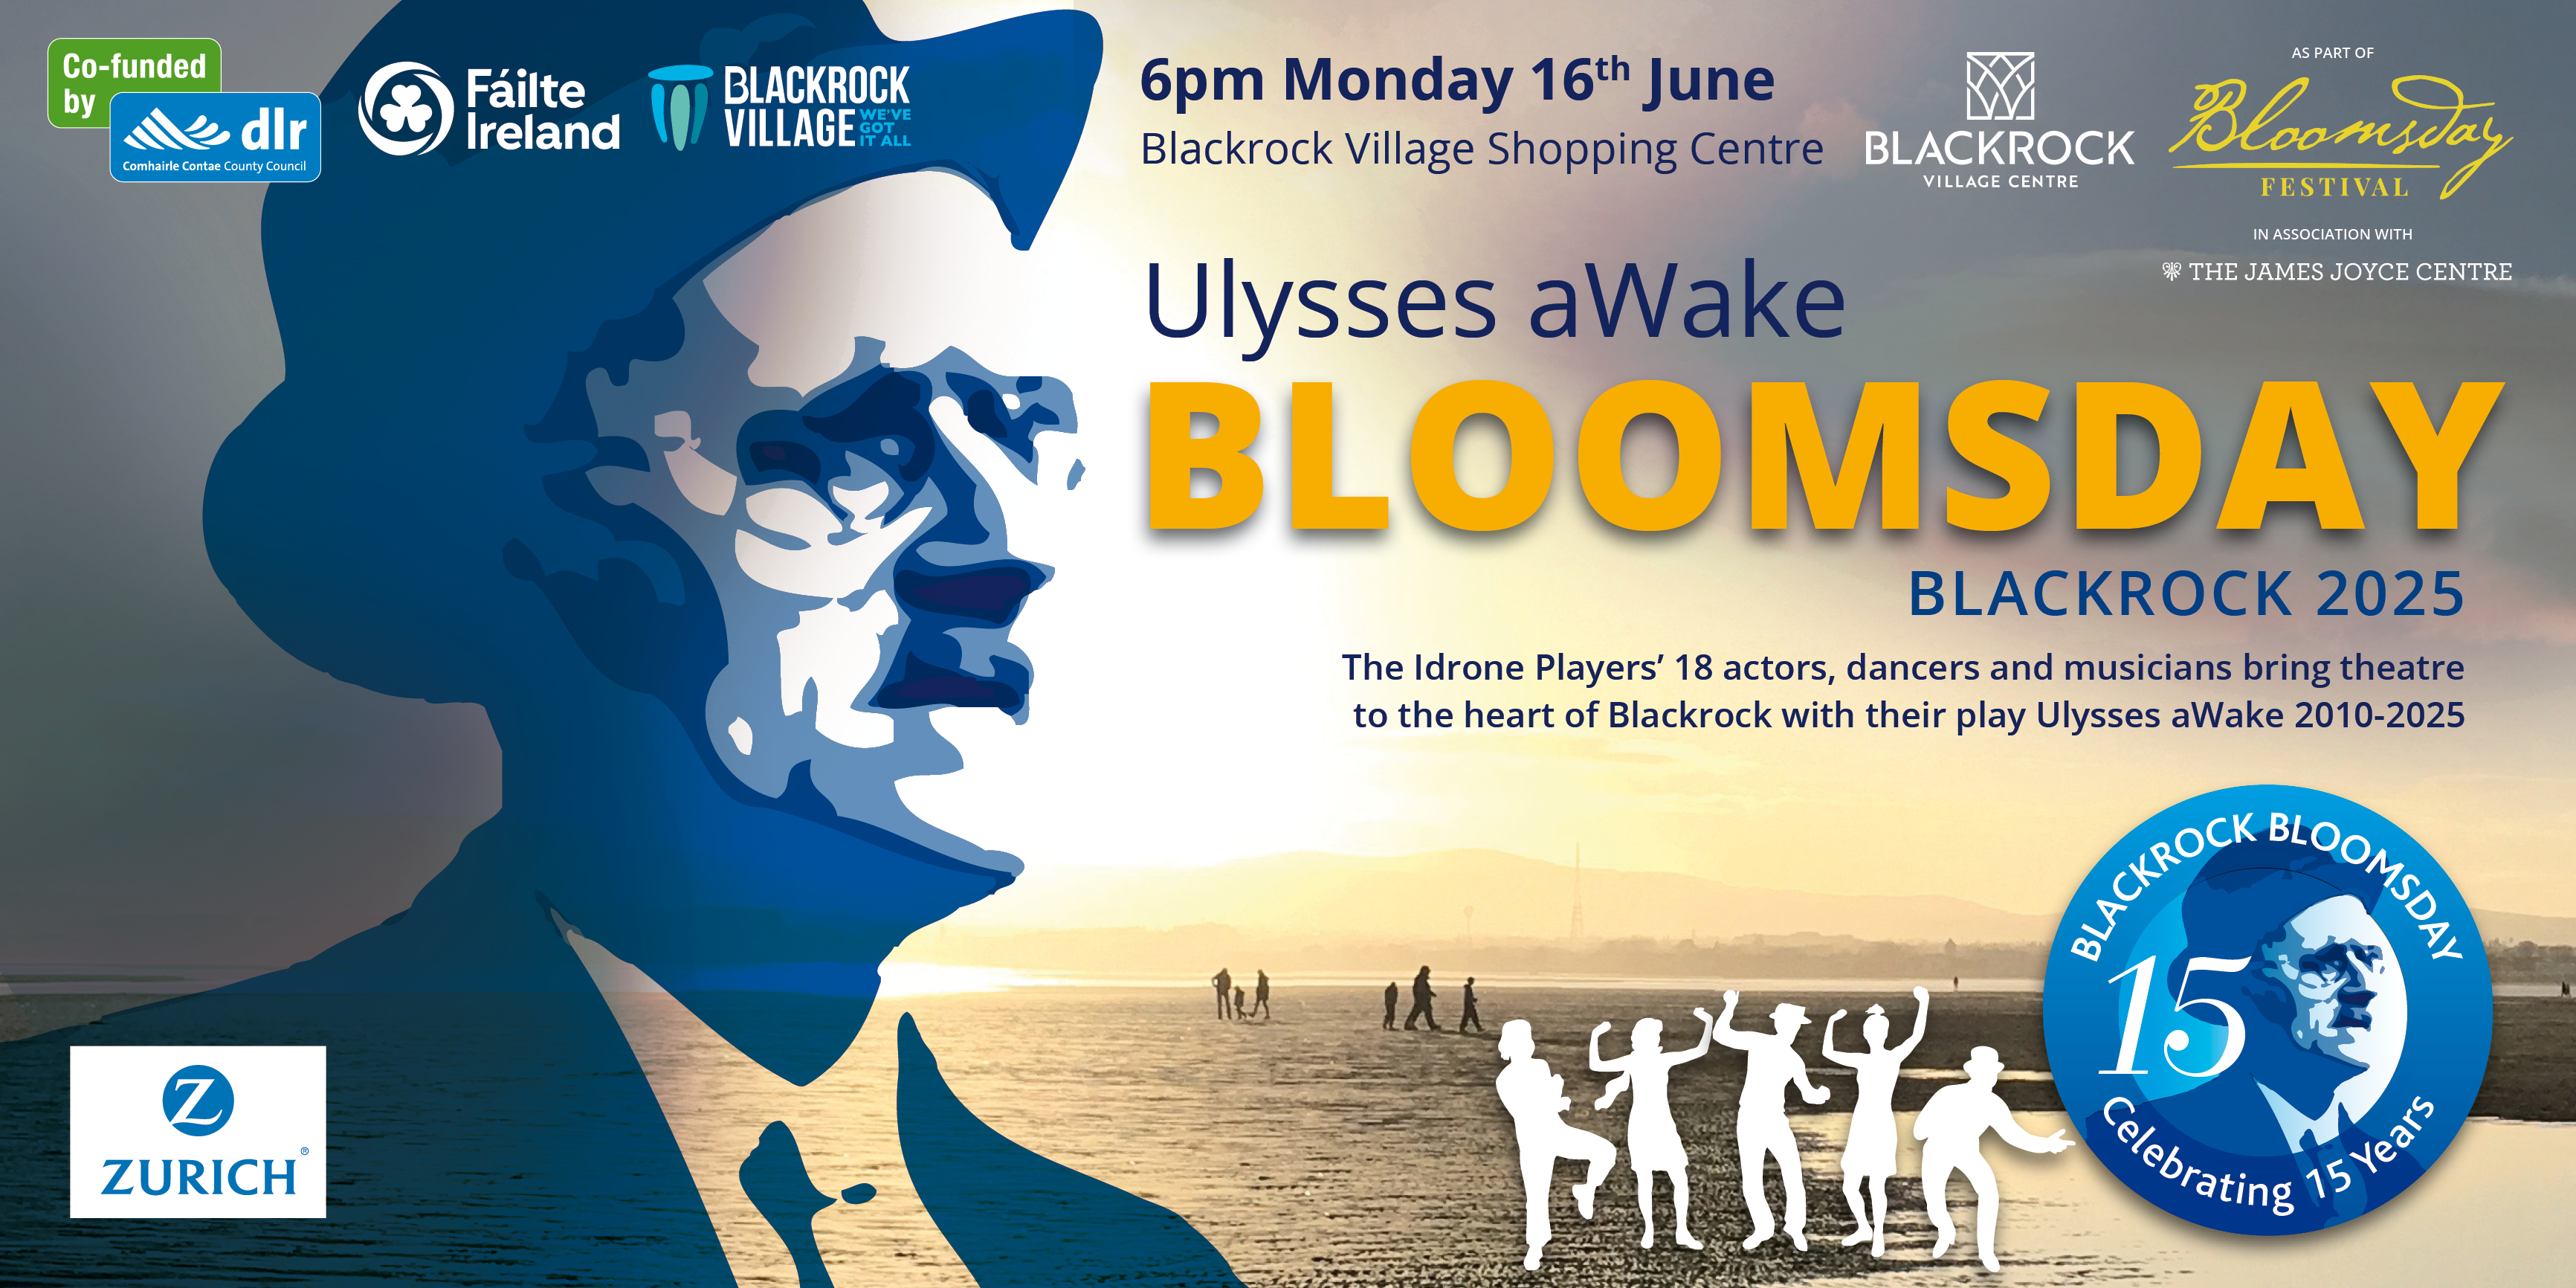 Co-funded
by
dlr
Comhairle Contae County Council
Fáilte
Ireland
BLACKROCK
VILLAGE
WE'VE
GOT
IT ALL
6pm Monday 16th June
Blackrock Village Shopping Centre
BLACKROCK
VILLAGE CENTRE
AS PART OF
Bloomsday
FESTIVAL
IN ASSOCIATION WITH
THE JAMES JOYCE CENTRE
Ulysses aWake
BLOOMSDAY
BLACKROCK 2025
The Idrone Players’ 18 actors, dancers and musicians bring theatre
to the heart of Blackrock with their play Ulysses aWake 2010-2025
BLACKROCK BLOOMSDAY
15
Celebrating 15 Years
Z
ZURICH®